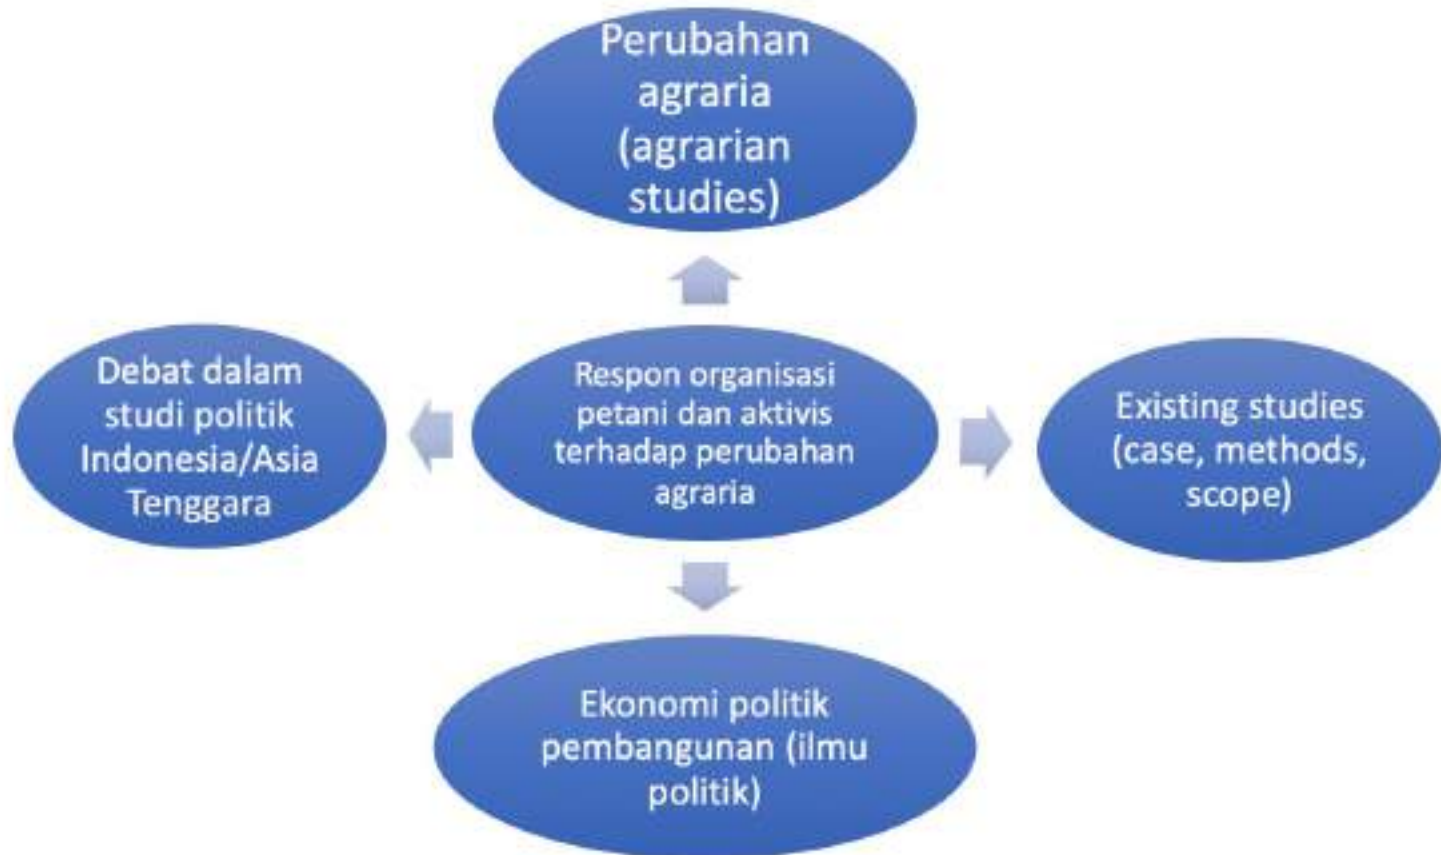 Perubahan
agraria
(agrarian
studies)
Debat dalam
studi politik
Indonesia/Asia
Tenggara
Respon organisasi
petani dan aktivis
terhadap perubahan
agraria
Existing studies
(case, methods,
scope)
Ekonomi politik
pembangunan (ilmu
politik)